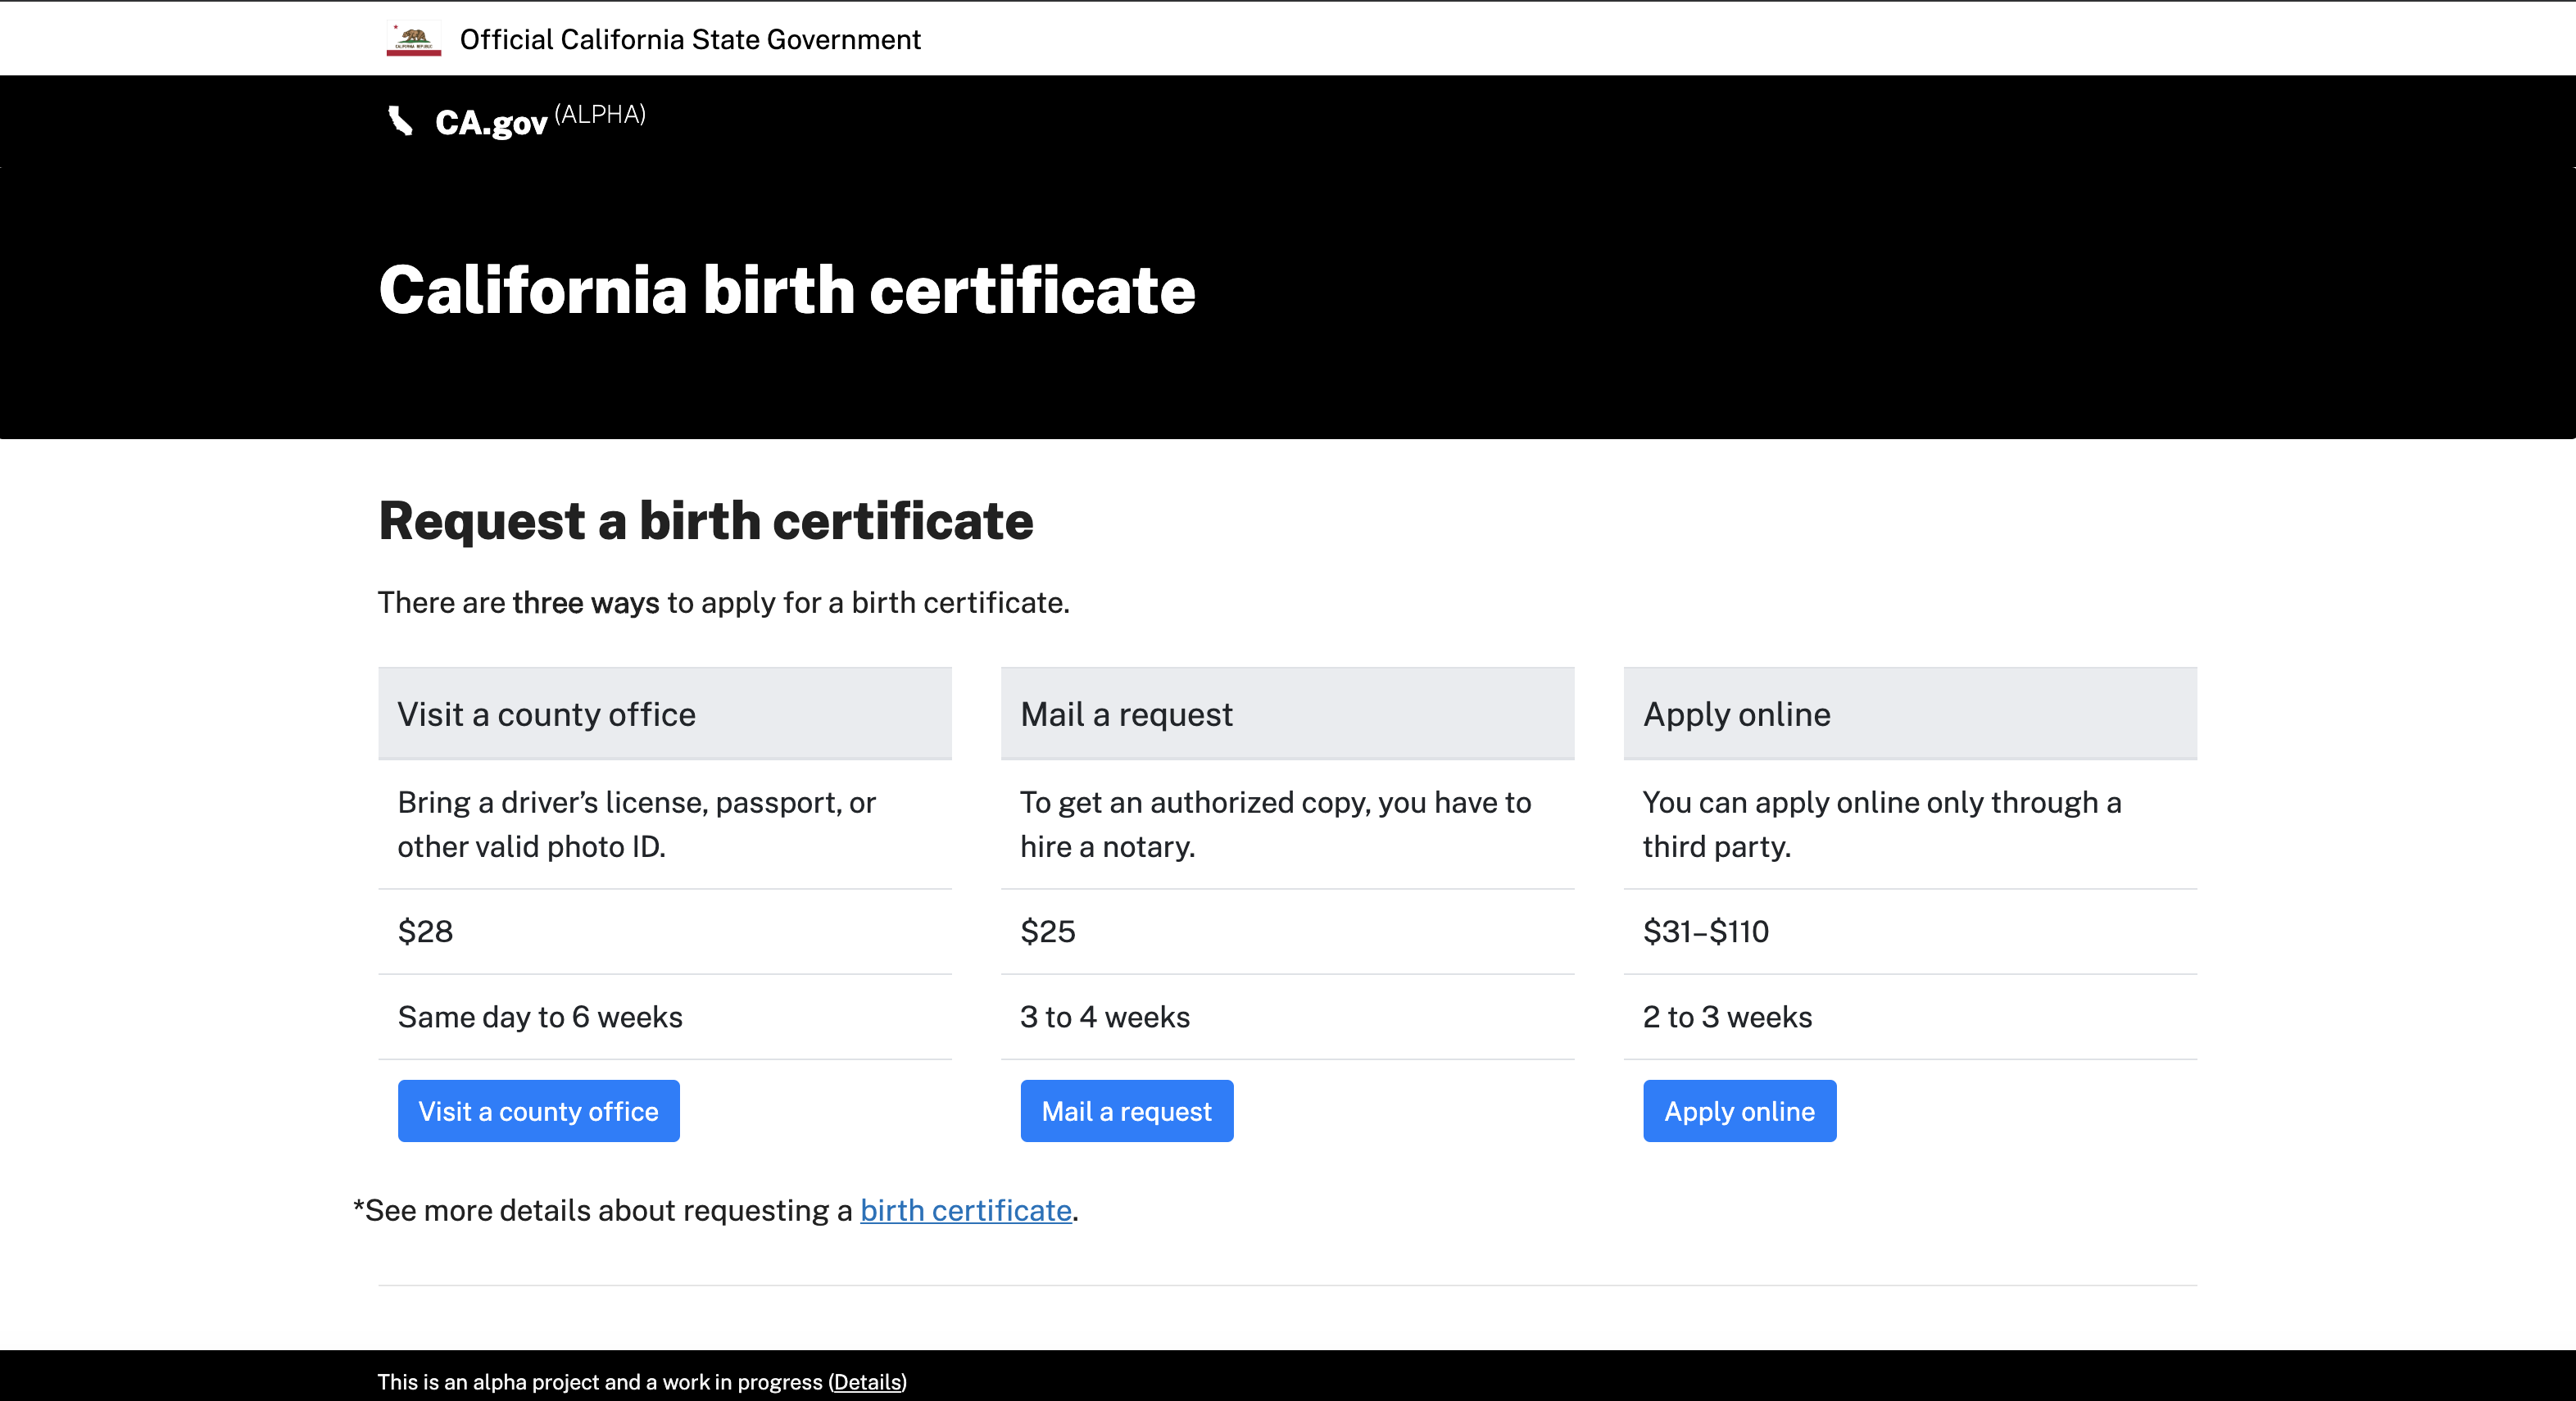 Official California State Government
CA.gov (ALPHA)
California birth certificate
Request a birth certificate
There are three ways to apply for a birth certificate.
Visit a county office
Bring a driver’s license, passport, or
other valid photo ID.
$28
Same day to 6 weeks
Visit a county office
Mail a request
To get an authorized copy, you have to
hire a notary.
$25
3 to 4 weeks
Mail a request
Apply online
You can apply online only through a
third party.
$31–$110
2 to 3 weeks
Apply online
*See more details about requesting a birth certificate.
This is an alpha project and a work in progress (Details)